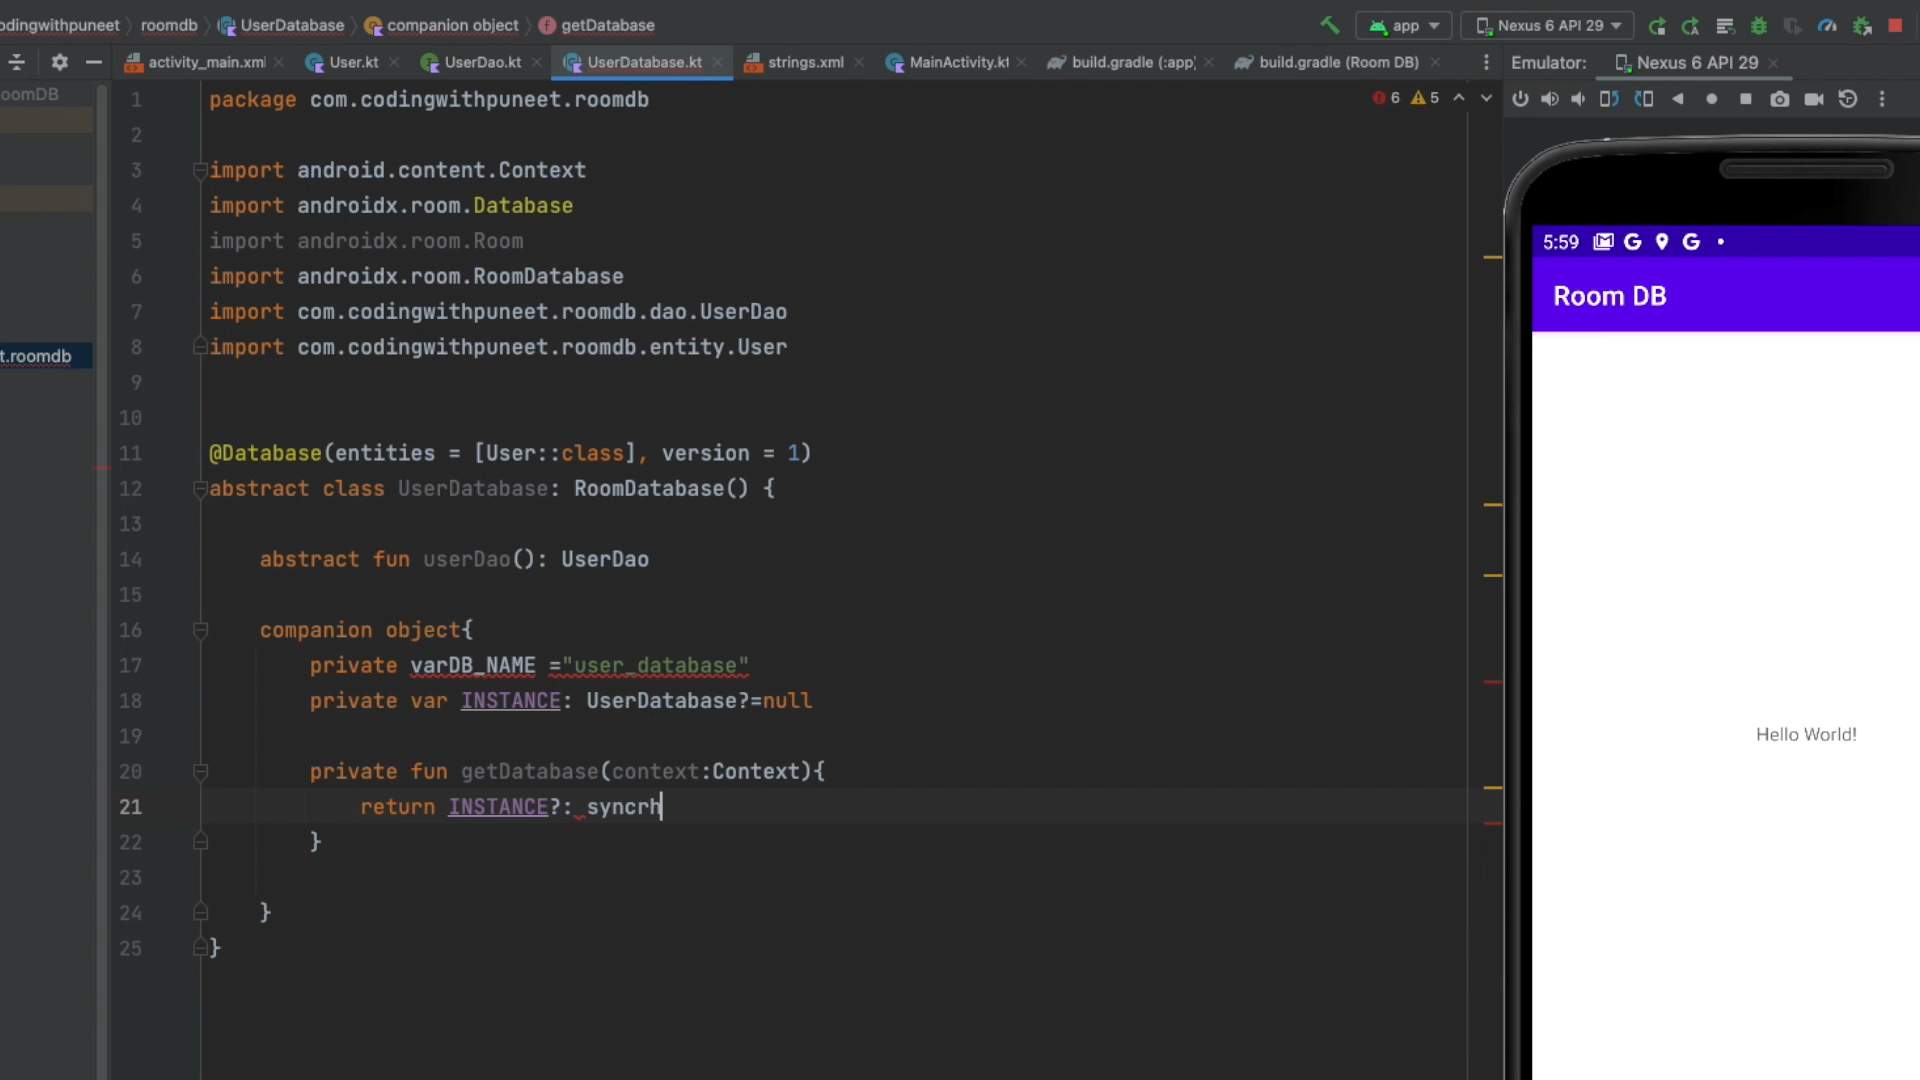 odingwithpuneet roomdb UserDatabase companion object getDatabase app Nexus 6 API 29
activity_main.xml User.kt UserDao.kt UserDatabase.kt strings.xml MainActivity.kt build.gradle (:app) build.gradle (Room DB) Emulator: Nexus 6 API 29
oomDB
t.roomdb
6 5
1 package com.codingwithpuneet.roomdb
2
3 import android.content.Context
4 import androidx.room.Database
5 import androidx.room.Room
6 import androidx.room.RoomDatabase
7 import com.codingwithpuneet.roomdb.dao.UserDao
8 import com.codingwithpuneet.roomdb.entity.User
9
10
11 @Database(entities = [User::class], version = 1)
12 abstract class UserDatabase: RoomDatabase() {
13
14 abstract fun userDao(): UserDao
15
16 companion object{
17 private varDB_NAME ="user_database"
18 private var INSTANCE: UserDatabase?=null
19
20 private fun getDatabase(context:Context){
21 return INSTANCE?: syncrh
22 }
23
24 }
25 }
5:59
Room DB
Hello World!